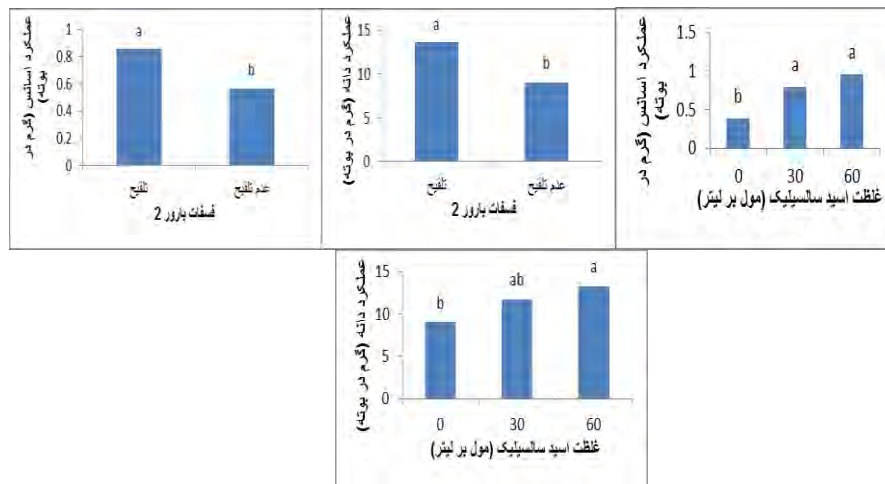 عملکرد اسانس (گرم در
بوته)
1
0.8
0.6
0.4
0.2
0
a
b
تلقیح
عدم تلقیح
فسفات بارور 2
عملکرد دانه (گرم در بوته)
15
10
5
0
a
b
تلقیح
عدم تلقیح
فسفات بارور 2
عملکرد اسانس (گرم در
بوته)
1.5
1
0.5
0
b
a
a
0
30
60
غلظت اسید سالسیلیک (مول بر لیتر)
عملکرد دانه (گرم در بوته)
15
10
5
0
b
ab
a
0
30
60
غلظت اسید سالسیلیک (مول بر لیتر)